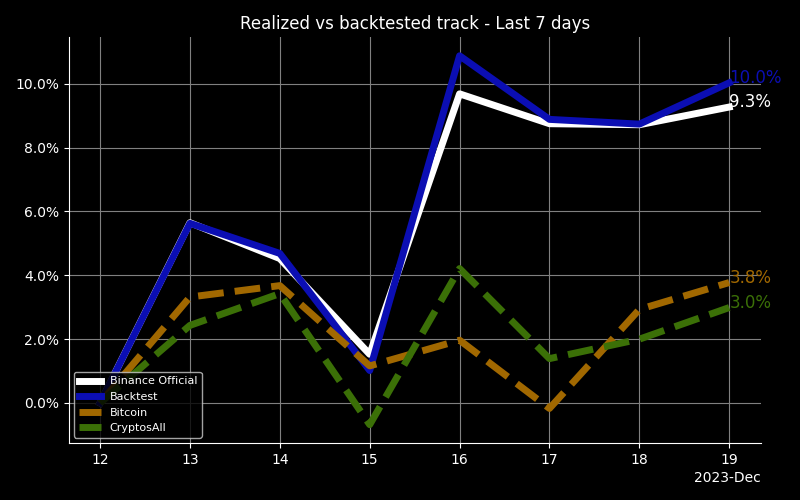 Realized vs backtested track - Last 7 days
10.0%
8.0%
6.0%
4.0%
2.0%
0.0%
10.0%
9.3%
3.8%
3.0%
Binance Official
Backtest
Bitcoin
CryptosAll
12 13 14 15 16 17 18 19
2023-Dec